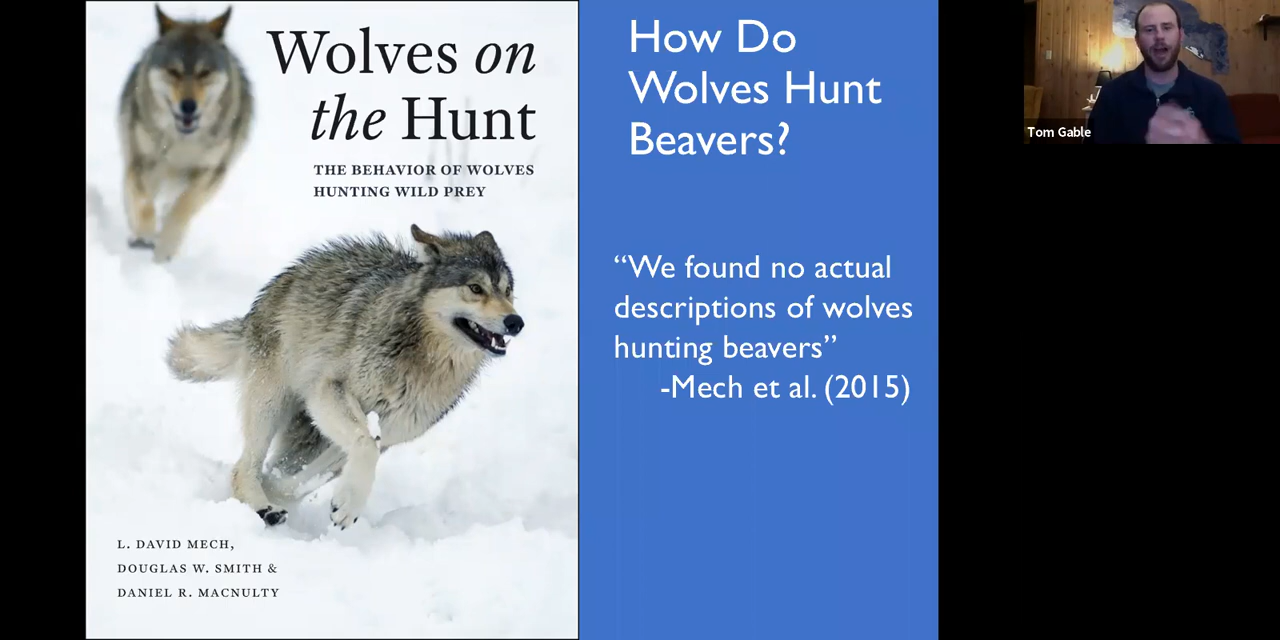 Wolves on
the Hunt
THE BEHAVIOR OF WOLVES
HUNTING WILD PREY
L. DAVID MECH,
DOUGLAS W. SMITH &
DANIEL R. MACNULTY
How Do
Wolves Hunt
Beavers?
“We found no actual
descriptions of wolves
hunting beavers”
-Mech et al. (2015)
Tom Gable